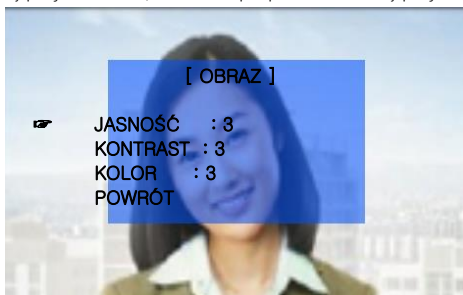 [ OBRAZ ]
☞ JASNOŚĆ : 3
KONTRAST : 3
KOLOR : 3
POWRÓT